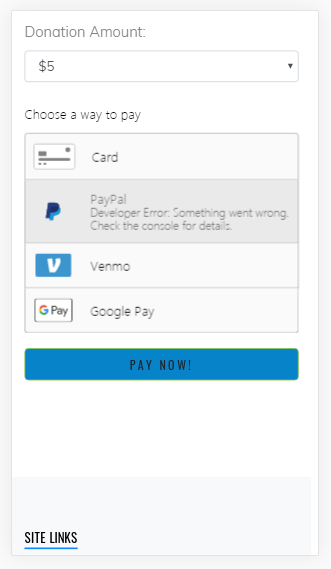 Donation Amount:
$5
Choose a way to pay
Card
PayPal
Developer Error: Something went wrong.
Check the console for details.
Venmo
G Pay
Google Pay
PAY NOW!
SITE LINKS